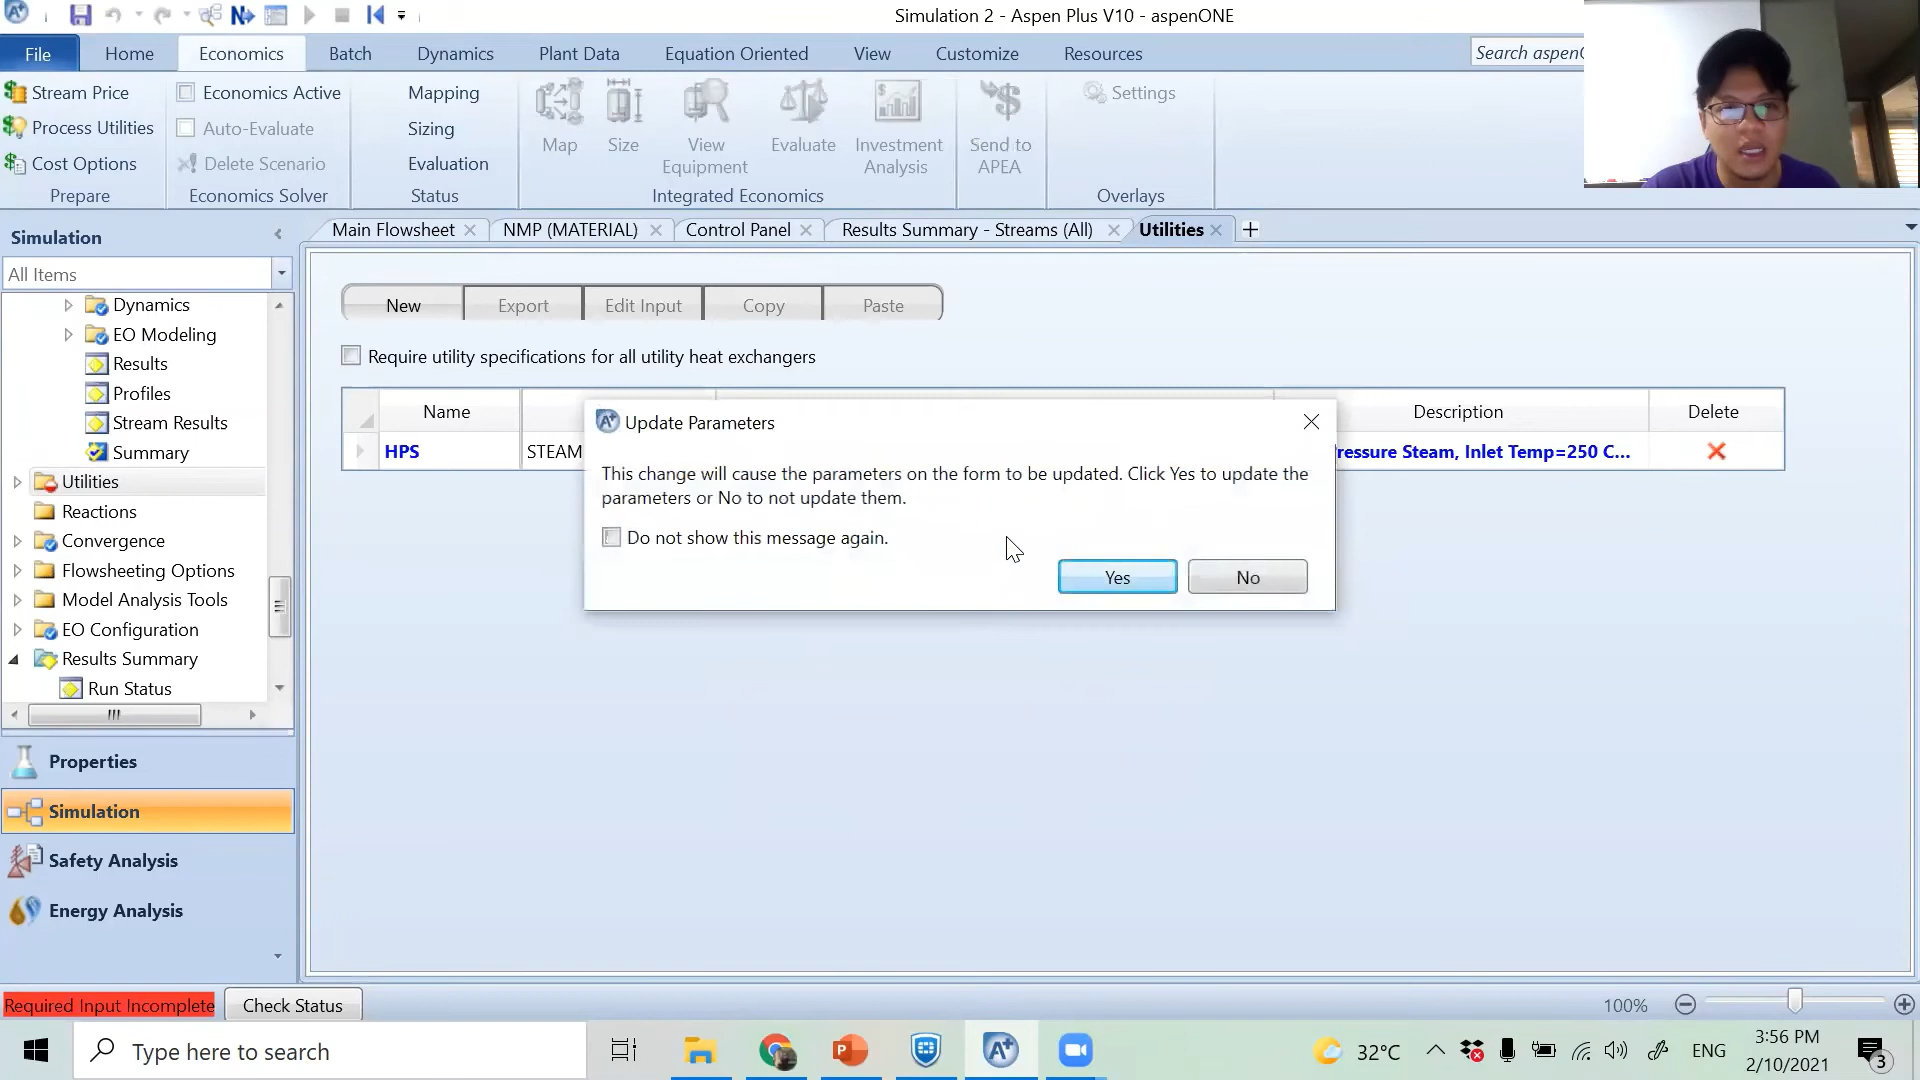 Simulation 2 - Aspen Plus V10 - aspenONE
File
Home
Economics
Batch
Dynamics
Plant Data
Equation Oriented
View
Customize
Resources
Search aspenO
Stream Price
Process Utilities
Cost Options
Prepare
Economics Active
Auto-Evaluate
Delete Scenario
Economics Solver
Mapping
Sizing
Evaluation
Status
Map
Size
View Equipment
Evaluate
Investment Analysis
Integrated Economics
Send to APEA
Settings
Overlays
Simulation
All Items
Dynamics
EO Modeling
Results
Profiles
Stream Results
Summary
Utilities
Reactions
Convergence
Flowsheeting Options
Model Analysis Tools
EO Configuration
Results Summary
Run Status
Properties
Simulation
Safety Analysis
Energy Analysis
Main Flowsheet
NMP (MATERIAL)
Control Panel
Results Summary - Streams (All)
Utilities
New
Export
Edit Input
Copy
Paste
Require utility specifications for all utility heat exchangers
Name
Description
Delete
HPS
STEAM
ressure Steam, Inlet Temp=250 C...
Update Parameters
This change will cause the parameters on the form to be updated. Click Yes to update the
parameters or No to not update them.
Do not show this message again.
Yes
No
Required Input Incomplete
Check Status
100%
Type here to search
32°C
ENG
3:56 PM
2/10/2021
3